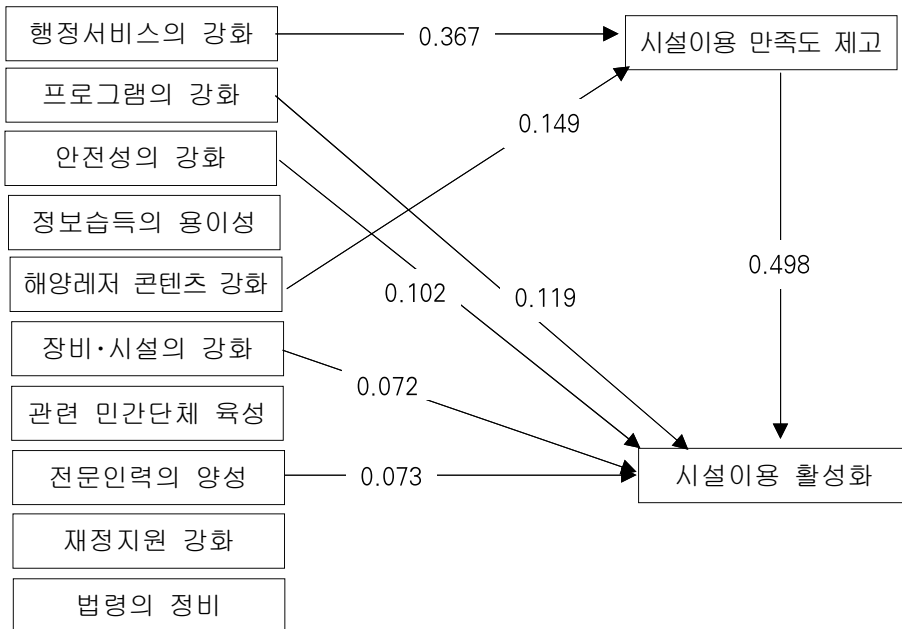 행정서비스의 강화
0.367
시설이용 만족도 제고
프로그램의 강화
0.149
안전성의 강화
정보습득의 용이성
0.498
해양레저 콘텐츠 강화
0.102
0.119
장비·시설의 강화
0.072
관련 민간단체 육성
전문인력의 양성
0.073
시설이용 활성화
재정지원 강화
법령의 정비